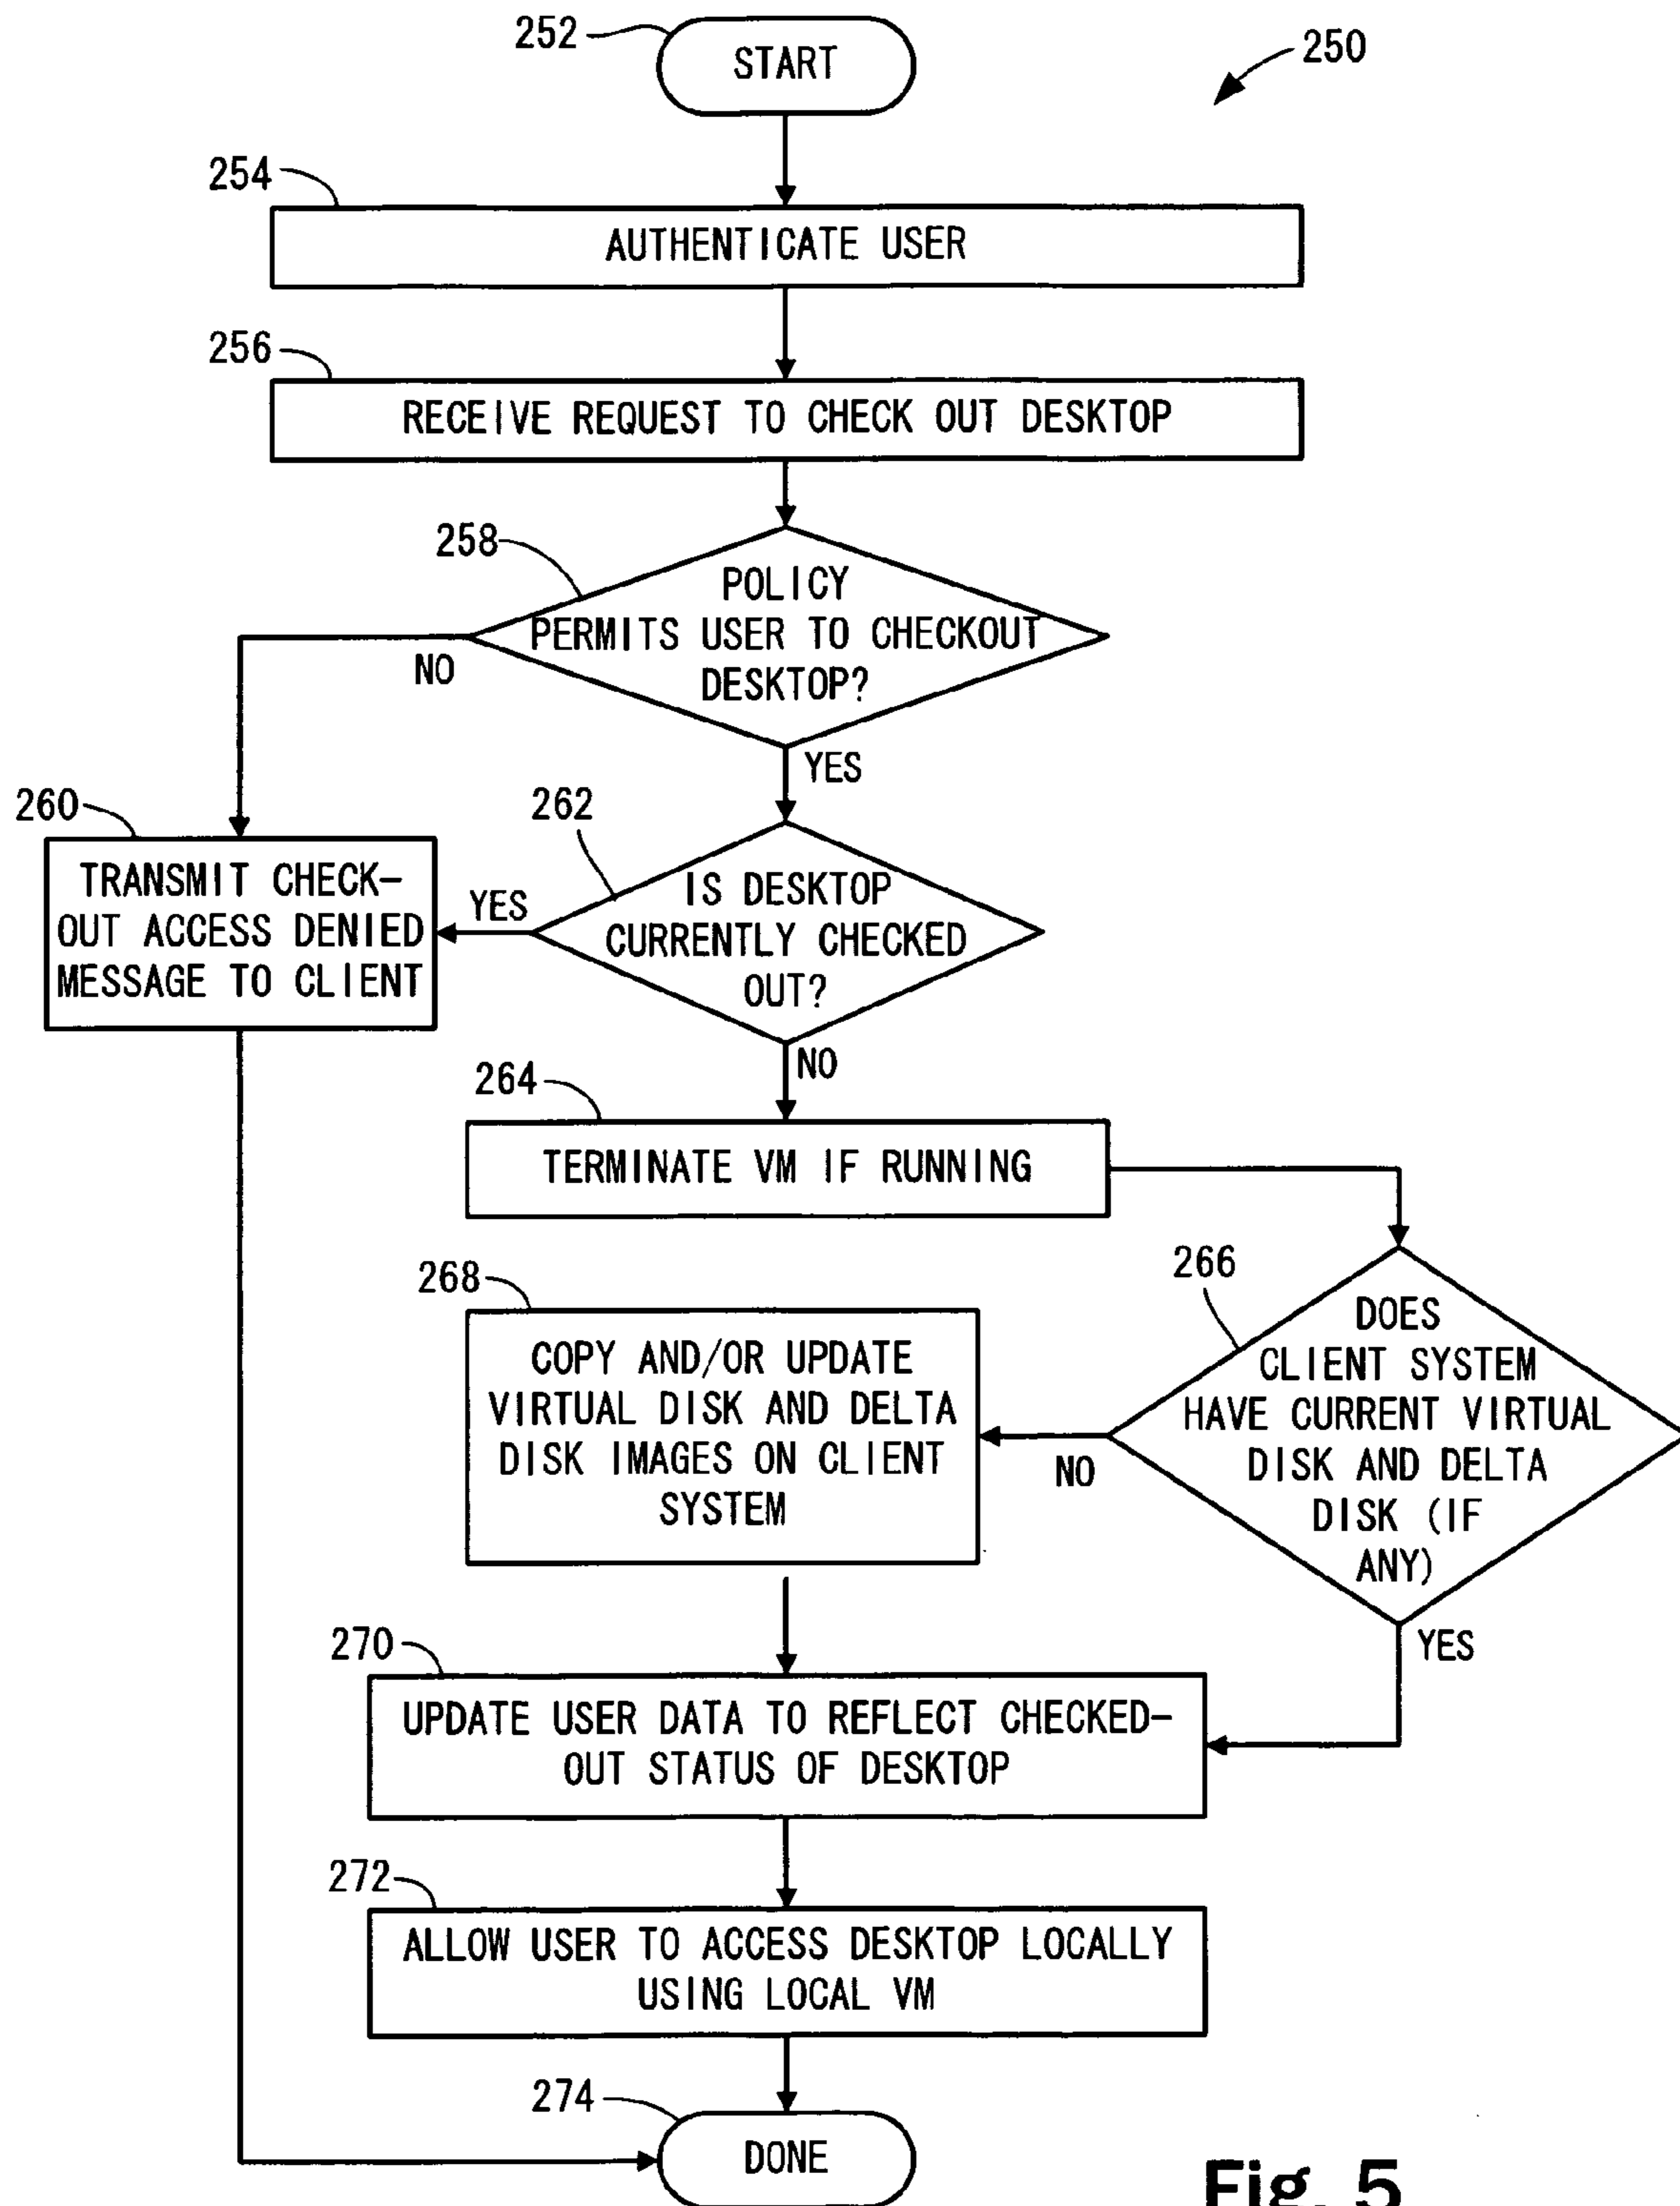 252
START
250
254
AUTHENTICATE USER
256
RECEIVE REQUEST TO CHECK OUT DESKTOP
258
POLICY
PERMITS USER TO CHECKOUT
DESKTOP?
NO
YES
260
TRANSMIT CHECK-
OUT ACCESS DENIED
MESSAGE TO CLIENT
262
YES
IS DESKTOP
CURRENTLY CHECKED
OUT?
NO
264
TERMINATE VM IF RUNNING
266
DOES
CLIENT SYSTEM
HAVE CURRENT VIRTUAL
DISK AND DELTA
DISK (IF
ANY)
NO
YES
268
COPY AND/OR UPDATE
VIRTUAL DISK AND DELTA
DISK IMAGES ON CLIENT
SYSTEM
270
UPDATE USER DATA TO REFLECT CHECKED-
OUT STATUS OF DESKTOP
272
ALLOW USER TO ACCESS DESKTOP LOCALLY
USING LOCAL VM
274
DONE
Fig. 5